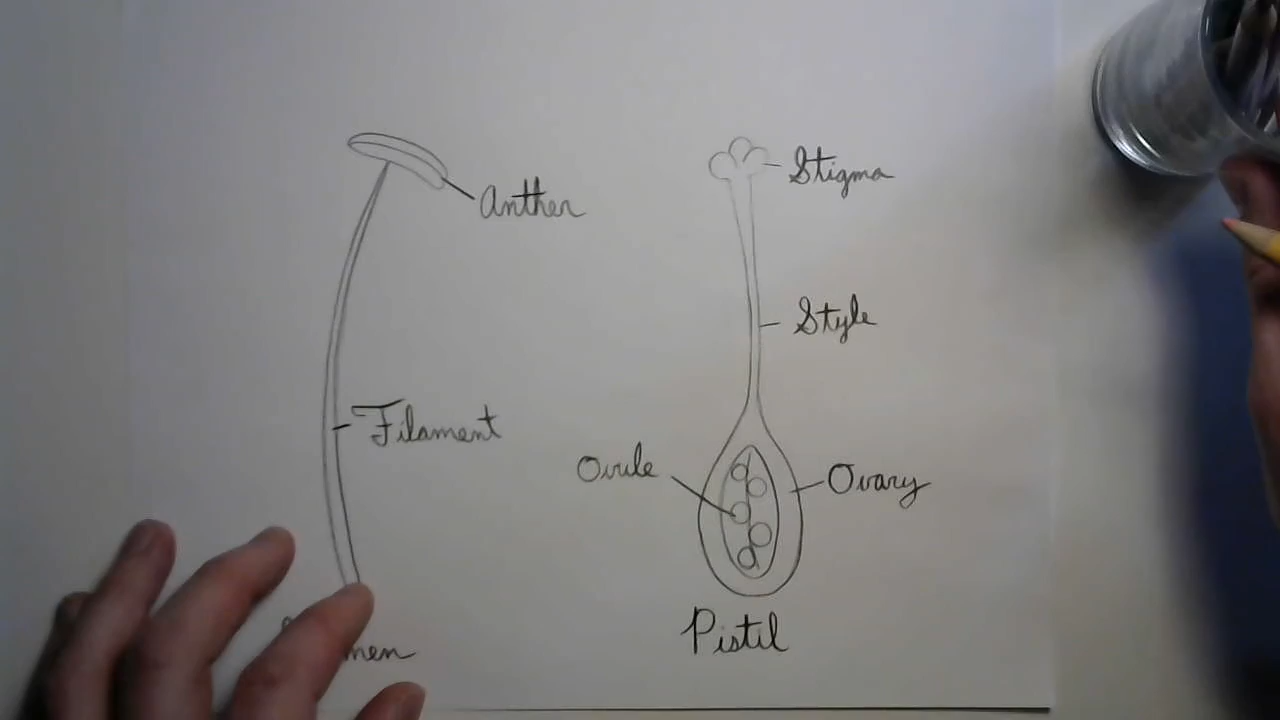 Anther
Stigma
Style
Filament
Ovule
Ovary
Pistil